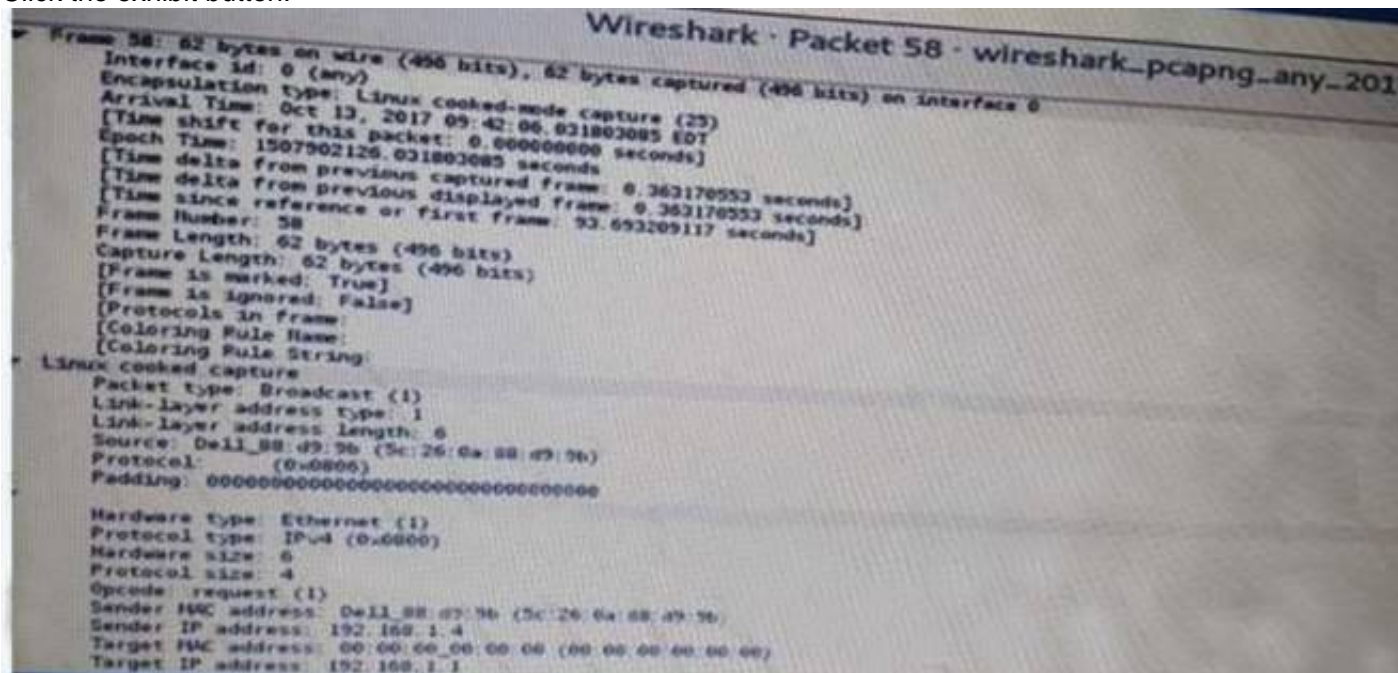 Click the exhibit button.
Wireshark · Packet 58 · wireshark_pcapng_any_201
Frame 58: 62 bytes on wire (496 bits), 62 bytes captured (496 bits) on interface 0
Interface id: 0 (any)
Encapsulation type: Linux cooked-mode capture (25)
Arrival Time: Oct 13, 2017 09:42:06.031803085 EDT
[Time shift for this packet: 0.000000000 seconds]
Epoch Time: 1507902126.031803085 seconds
[Time delta from previous captured frame: 0.363170553 seconds]
[Time delta from previous displayed frame: 0.363170553 seconds]
[Time since reference or first frame: 93.693209117 seconds]
Frame Number: 58
Frame Length: 62 bytes (496 bits)
Capture Length: 62 bytes (496 bits)
[Frame is marked: True]
[Frame is ignored: False]
[Protocols in frame:
[Coloring Rule Name:
[Coloring Rule String:
Linux cooked capture
Packet type: Broadcast (1)
Link-layer address type: 1
Link-layer address length: 6
Source: Dell_88:d9:9b (5c:26:0a:88:d9:9b)
Protocol: (0x0806)
Padding: 00000000000000000000000000000000
Hardware type: Ethernet (1)
Protocol type: IPv4 (0x0800)
Hardware size: 6
Protocol size: 4
Opcode: request (1)
Sender MAC address: Dell_88:d9:9b (5c:26:0a:88:d9:9b)
Sender IP address: 192.168.1.4
Target MAC address: 00:00:00_00:00:00 (00:00:00:00:00:00)
Target IP address: 192.168.1.1